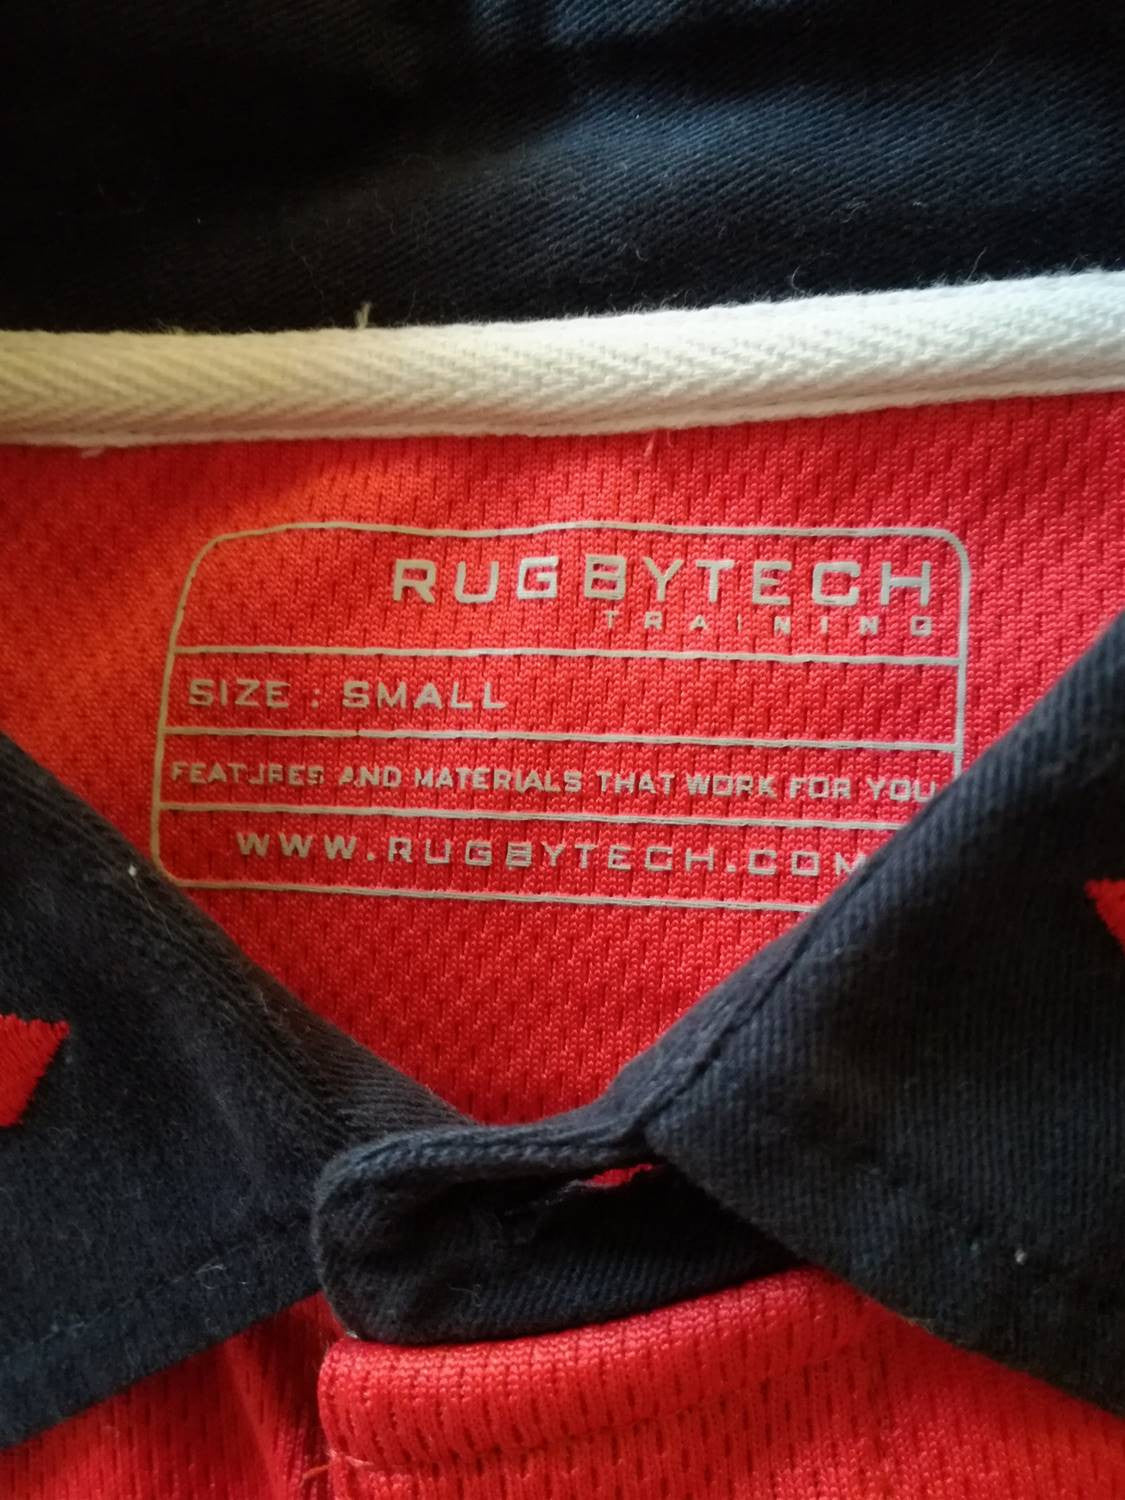 RUGBYTECH
TRAINING
SIZE : SMALL
FEATURES AND MATERIALS THAT WORK FOR YOU
WWW.RUGBYTECH.COM